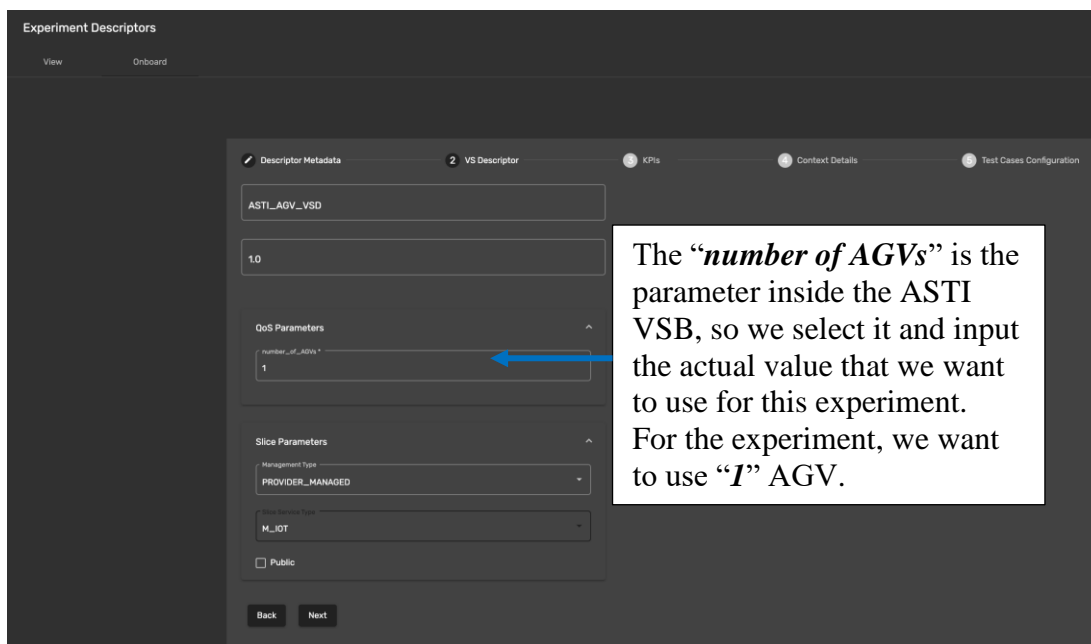 Experiment Descriptors
View Onboard
Descriptor Metadata 2 VS Descriptor 3 KPIs 4 Context Details 5 Test Cases Configuration
ASTI_AGV_VSD
1.0
QoS Parameters
number_of_AGVs *
1
Slice Parameters
Management Type
PROVIDER_MANAGED
Slice Service Type
M_IOT
Public
Back Next
The “number of AGVs” is the
parameter inside the ASTI
VSB, so we select it and input
the actual value that we want
to use for this experiment.
For the experiment, we want
to use “1” AGV.